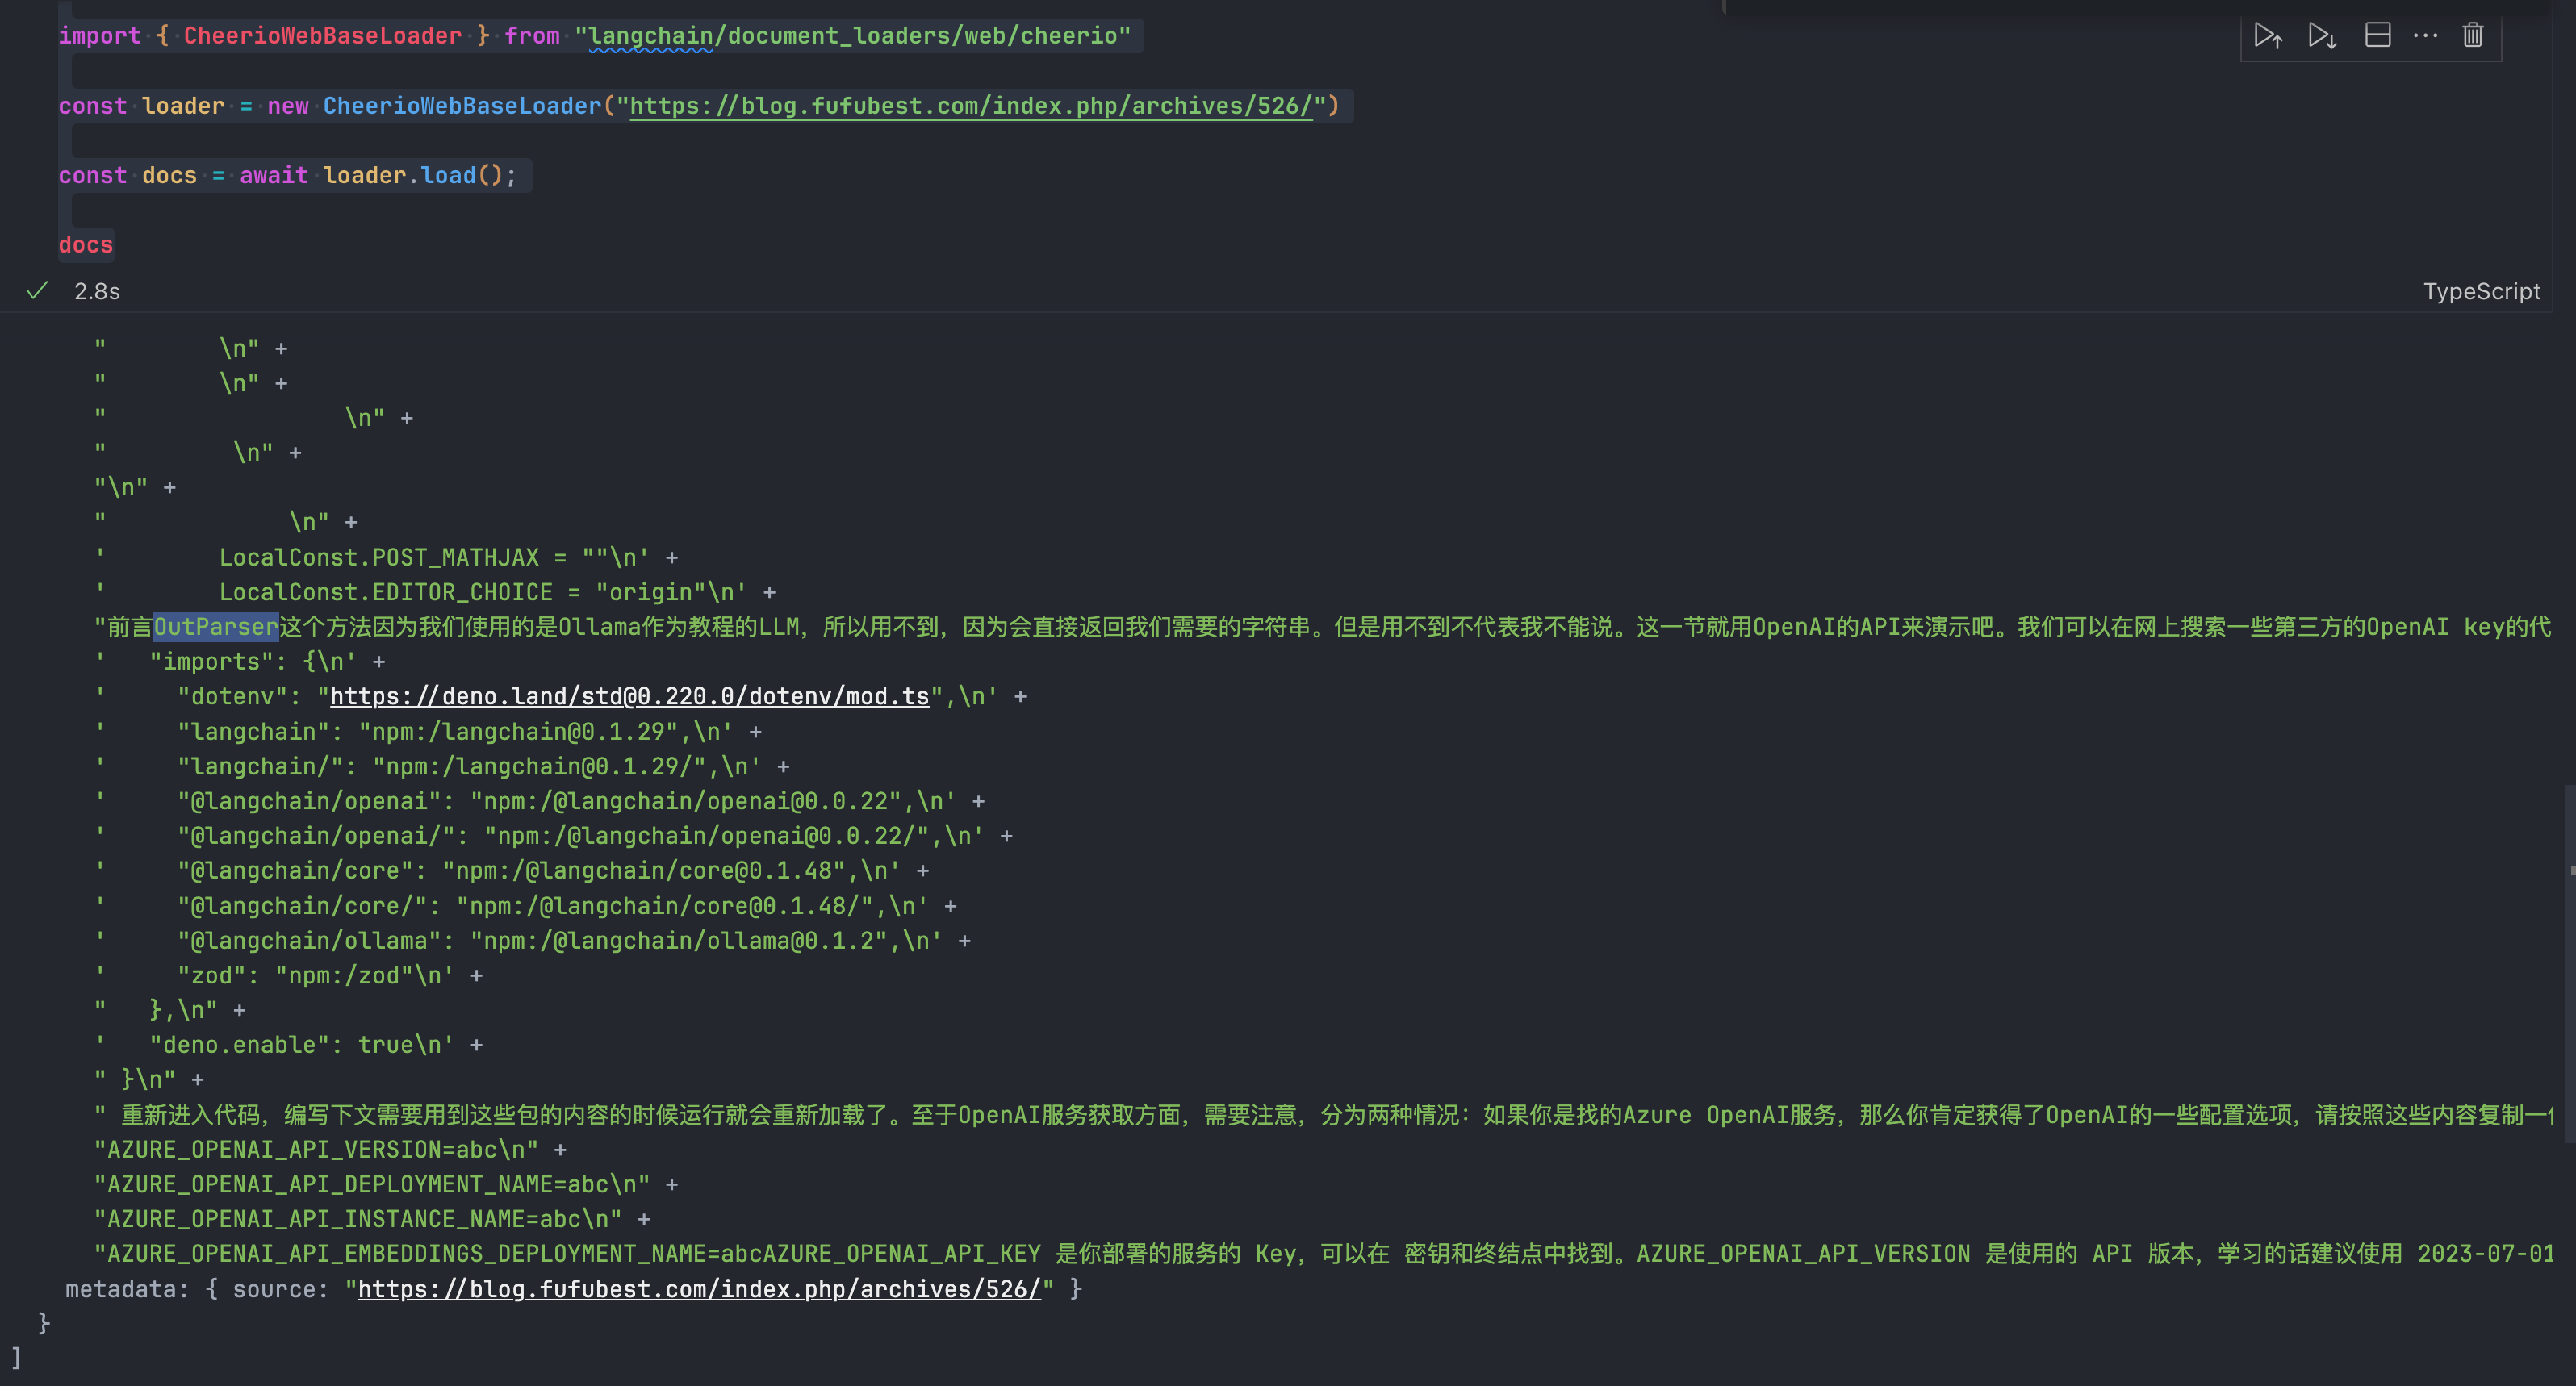 import { CheerioWebBaseLoader } from "langchain/document_loaders/web/cheerio"
const loader = new CheerioWebBaseLoader("https://blog.fufubest.com/index.php/archives/526/")
const docs = await loader.load();
docs
2.8s
TypeScript
"        \n" +
"        \n" +
"                 \n" +
"         \n" +
"\n" +
"             \n" +
'        LocalConst.POST_MATHJAX = ""\n' +
'        LocalConst.EDITOR_CHOICE = "origin"\n' +
"前言OutParser这个方法因为我们使用的是Ollama作为教程的LLM，所以用不到，因为会直接返回我们需要的字符串。但是用不到不代表我不能说。这一节就用OpenAI的API来演示吧。我们可以在网上搜索一些第三方的OpenAI key的代
'   "imports": {\n' +
'     "dotenv": "https://deno.land/std@0.220.0/dotenv/mod.ts",\n' +
'     "langchain": "npm:/langchain@0.1.29",\n' +
'     "langchain/": "npm:/langchain@0.1.29/",\n' +
'     "@langchain/openai": "npm:/@langchain/openai@0.0.22",\n' +
'     "@langchain/openai/": "npm:/@langchain/openai@0.0.22/",\n' +
'     "@langchain/core": "npm:/@langchain/core@0.1.48",\n' +
'     "@langchain/core/": "npm:/@langchain/core@0.1.48/",\n' +
'     "@langchain/ollama": "npm:/@langchain/ollama@0.1.2",\n' +
'     "zod": "npm:/zod"\n' +
"   },\n" +
'   "deno.enable": true\n' +
" }\n" +
" 重新进入代码，编写下文需要用到这些包的内容的时候运行就会重新加载了。至于OpenAI服务获取方面，需要注意，分为两种情况：如果你是找的Azure OpenAI服务，那么你肯定获得了OpenAI的一些配置选项，请按照这些内容复制一
"AZURE_OPENAI_API_VERSION=abc\n" +
"AZURE_OPENAI_API_DEPLOYMENT_NAME=abc\n" +
"AZURE_OPENAI_API_INSTANCE_NAME=abc\n" +
"AZURE_OPENAI_API_EMBEDDINGS_DEPLOYMENT_NAME=abcAZURE_OPENAI_API_KEY 是你部署的服务的 Key，可以在 密钥和终结点中找到。AZURE_OPENAI_API_VERSION 是使用的 API 版本，学习的话建议使用 2023-07-01
metadata: { source: "https://blog.fufubest.com/index.php/archives/526/" }
}
]